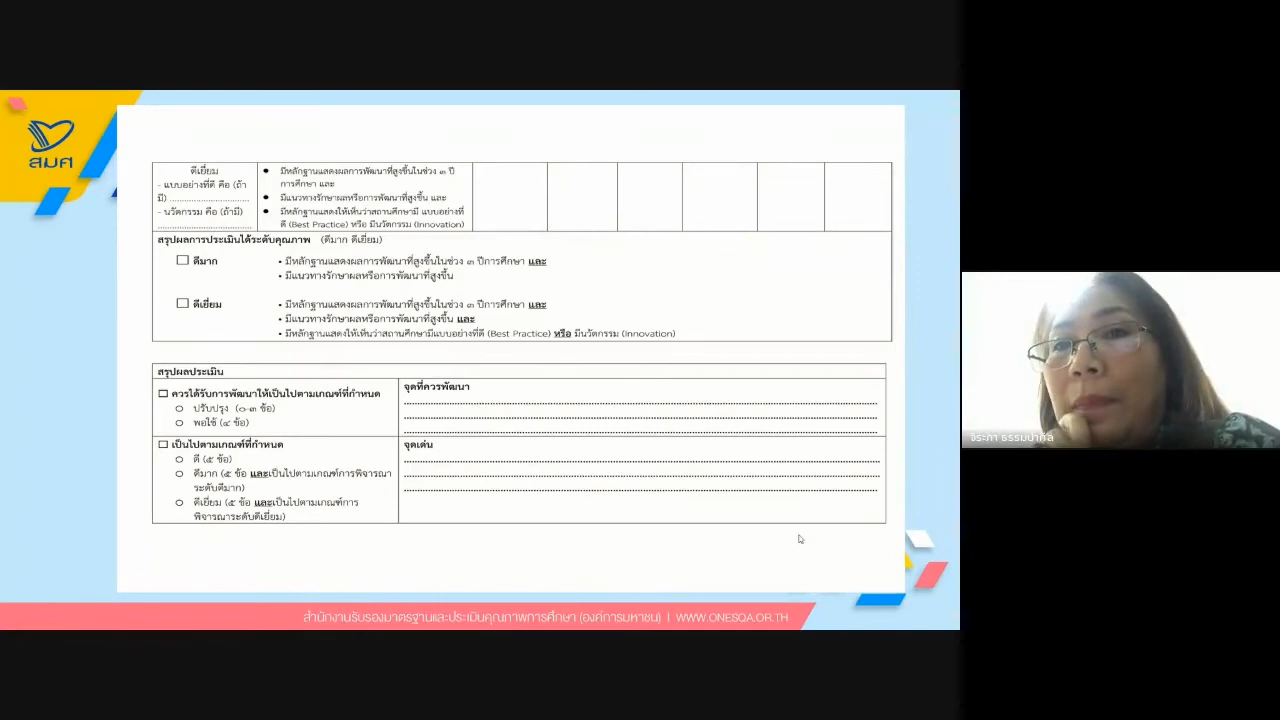 สมศ
ดีเยี่ยม
- แบบอย่างที่ดี คือ (ถ้า
มี) ................................
- นวัตกรรม คือ (ถ้ามี)
......................................
● มีหลักฐานแสดงผลการพัฒนาที่สูงขึ้นในช่วง ๓ ปี
การศึกษา และ
● มีแนวทางรักษาผลหรือการพัฒนาที่สูงขึ้น และ
● มีหลักฐานแสดงให้เห็นว่าสถานศึกษามี แบบอย่างที่
ดี (Best Practice) หรือ มีนวัตกรรม (Innovation)
สรุปผลการประเมินได้ระดับคุณภาพ (ดีมาก ดีเยี่ยม)
☐ ดีมาก
• มีหลักฐานแสดงผลการพัฒนาที่สูงขึ้นในช่วง ๓ ปีการศึกษา และ
• มีแนวทางรักษาผลหรือการพัฒนาที่สูงขึ้น
☐ ดีเยี่ยม
• มีหลักฐานแสดงผลการพัฒนาที่สูงขึ้นในช่วง ๓ ปีการศึกษา และ
• มีแนวทางรักษาผลหรือการพัฒนาที่สูงขึ้น และ
• มีหลักฐานแสดงให้เห็นว่าสถานศึกษามีแบบอย่างที่ดี (Best Practice) หรือ มีนวัตกรรม (Innovation)
สรุปผลประเมิน
☐ ควรได้รับการพัฒนาให้เป็นไปตามเกณฑ์ที่กำหนด
○ ปรับปรุง (๐-๓ ข้อ)
○ พอใช้ (๔ ข้อ)
จุดที่ควรพัฒนา
☐ เป็นไปตามเกณฑ์ที่กำหนด
○ ดี (๕ ข้อ)
○ ดีมาก (๕ ข้อ และเป็นไปตามเกณฑ์การพิจารณา
ระดับดีมาก)
○ ดีเยี่ยม (๕ ข้อ และเป็นไปตามเกณฑ์การ
พิจารณาระดับดีเยี่ยม)
จุดเด่น
สำนักงานรับรองมาตรฐานและประเมินคุณภาพการศึกษา (องค์การมหาชน) | WWW.ONESQA.OR.TH
จิระภา ธรรมนำศีล